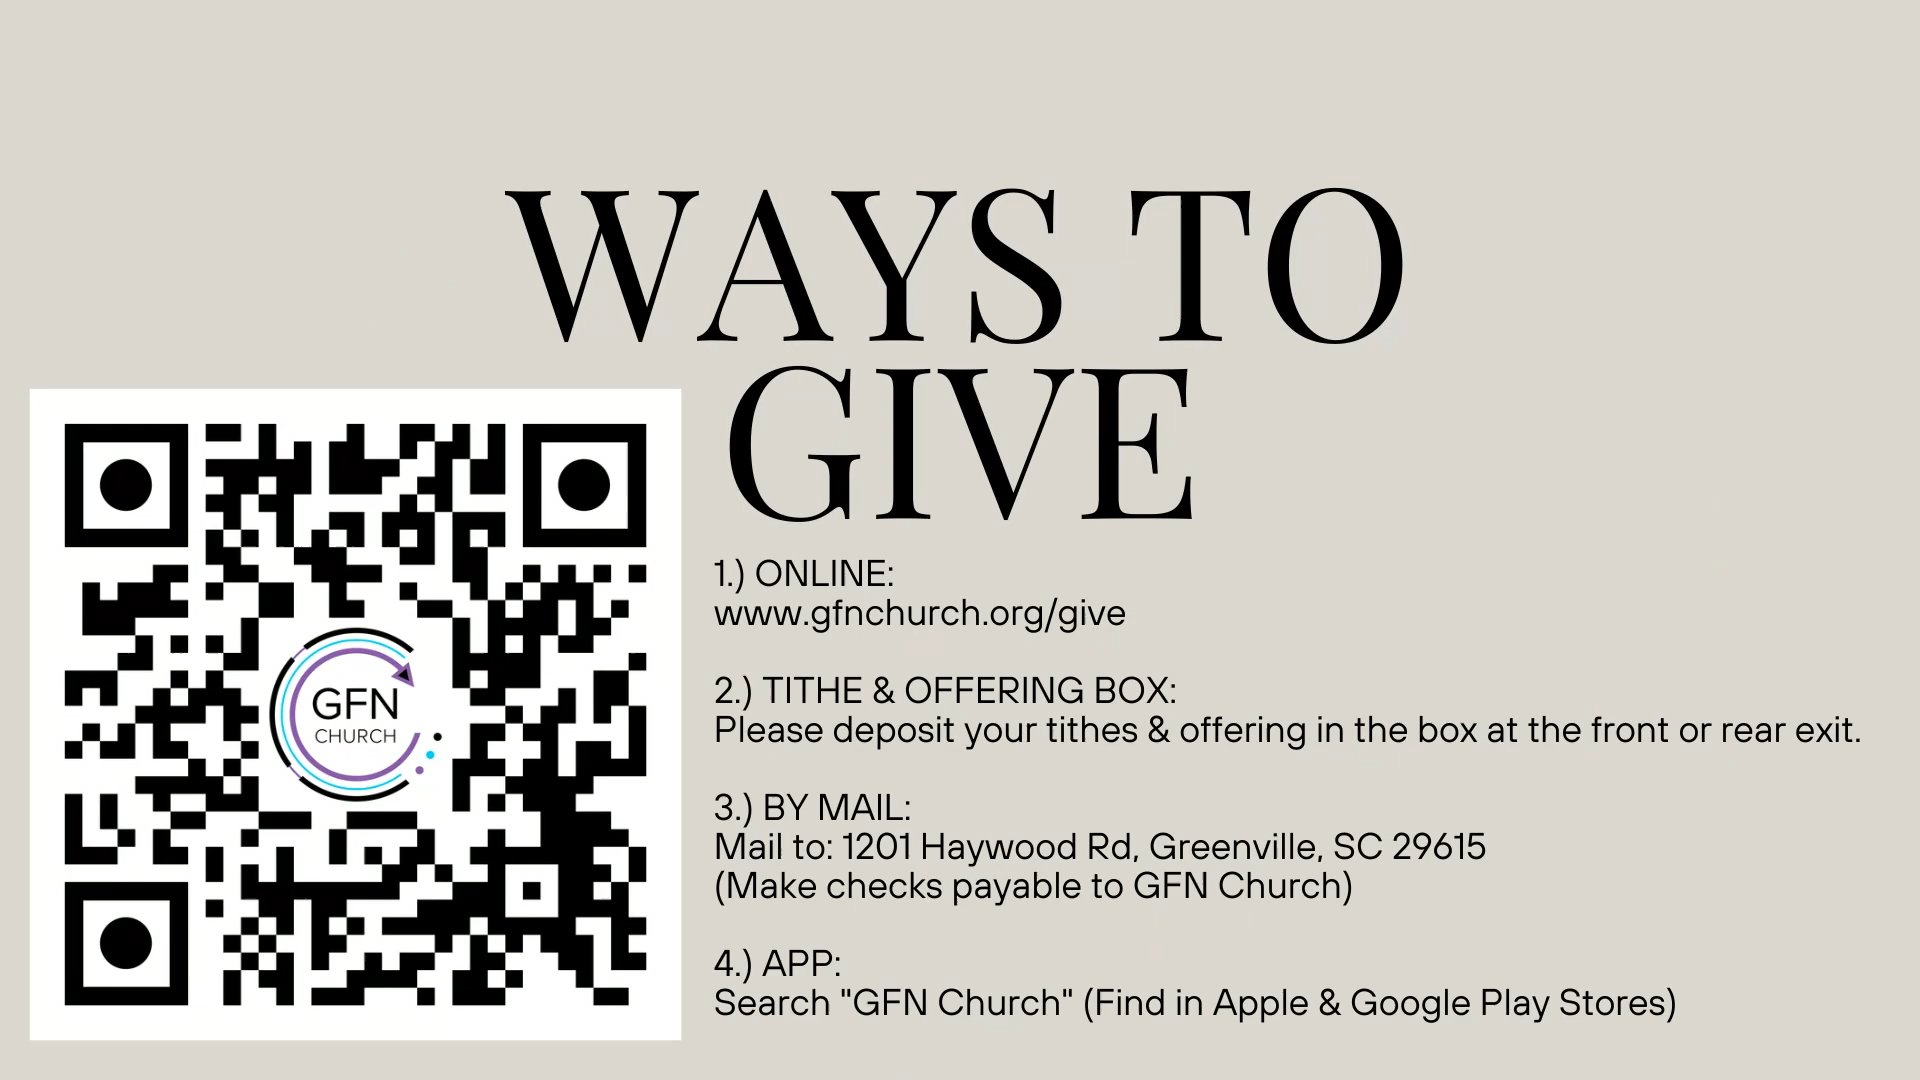 WAYS TO
GIVE
GFN
CHURCH
1.) ONLINE:
www.gfnchurch.org/give
2.) TITHE & OFFERING BOX:
Please deposit your tithes & offering in the box at the front or rear exit.
3.) BY MAIL:
Mail to: 1201 Haywood Rd, Greenville, SC 29615
(Make checks payable to GFN Church)
4.) APP:
Search "GFN Church" (Find in Apple & Google Play Stores)